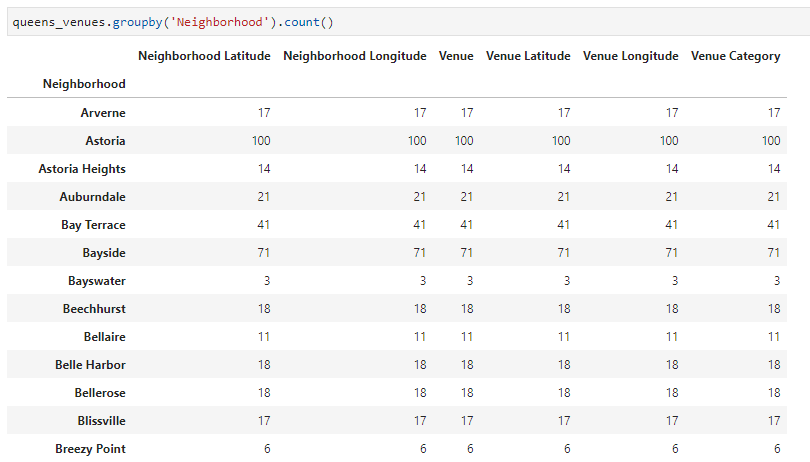 queens_venues.groupby('Neighborhood').count()
Neighborhood Latitude Neighborhood Longitude Venue Venue Latitude Venue Longitude Venue Category
Neighborhood
Arverne 17 17 17 17 17 17
Astoria 100 100 100 100 100 100
Astoria Heights 14 14 14 14 14 14
Auburndale 21 21 21 21 21 21
Bay Terrace 41 41 41 41 41 41
Bayside 71 71 71 71 71 71
Bayswater 3 3 3 3 3 3
Beechhurst 18 18 18 18 18 18
Bellaire 11 11 11 11 11 11
Belle Harbor 18 18 18 18 18 18
Bellerose 18 18 18 18 18 18
Blissville 17 17 17 17 17 17
Breezy Point 6 6 6 6 6 6